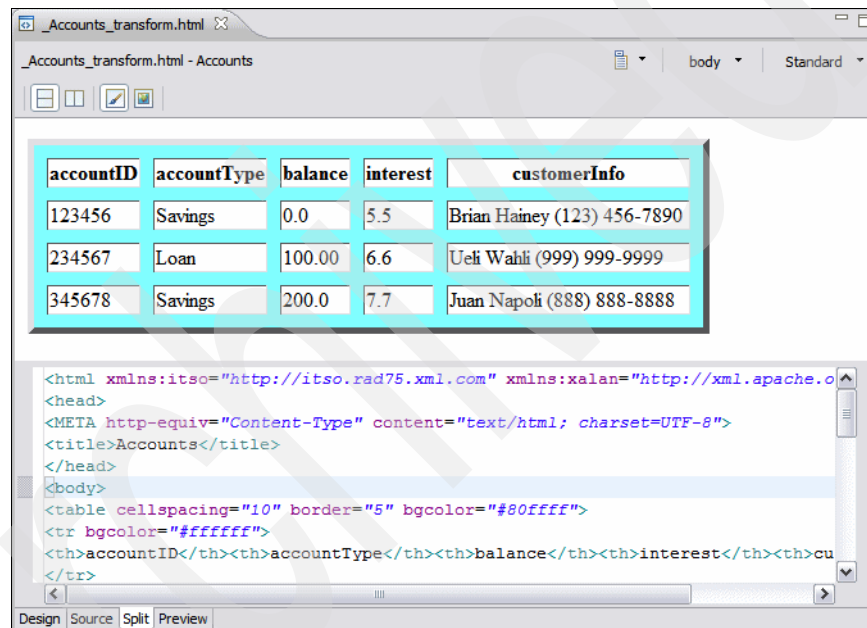 _Accounts_transform.html
_Accounts_transform.html - Accounts
body
Standard
accountID accountType balance interest customerInfo
123456 Savings 0.0 5.5 Brian Hainey (123) 456-7890
234567 Loan 100.00 6.6 Ueli Wahli (999) 999-9999
345678 Savings 200.0 7.7 Juan Napoli (888) 888-8888
<html xmlns:itso="http://itso.rad75.xml.com" xmlns:xalan="http://xml.apache.o
<head>
<META http-equiv="Content-Type" content="text/html; charset=UTF-8">
<title>Accounts</title>
</head>
<body>
<table cellspacing="10" border="5" bgcolor="#80ffff">
<tr bgcolor="#ffffff">
<th>accountID</th><th>accountType</th><th>balance</th><th>interest</th><th>cu
</tr>
Design Source Split Preview